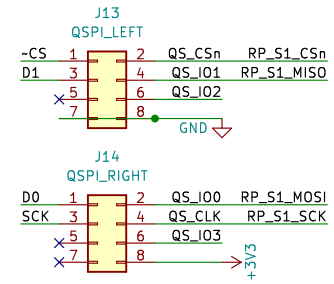 J13
QSPI_LEFT
~CS 1 2 QS_CSn RP_S1_CSn
D1 3 4 QS_IO1 RP_S1_MISO
5 6 QS_IO2
7 8
GND
J14
QSPI_RIGHT
D0 1 2 QS_IO0 RP_S1_MOSI
SCK 3 4 QS_CLK RP_S1_SCK
5 6 QS_IO3
7 8 +3V3